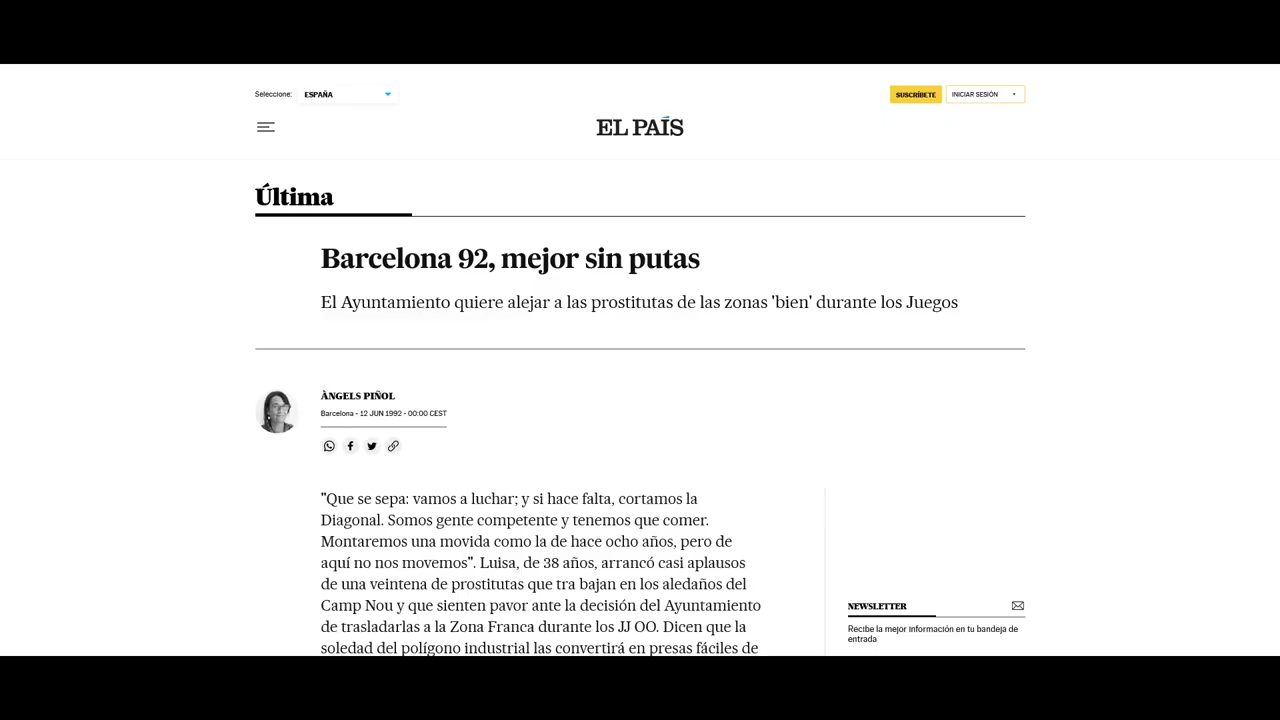 Seleccione:
ESPAÑA
SUSCRÍBETE
INICIAR SESIÓN
EL PAÍS
Última
Barcelona 92, mejor sin putas
El Ayuntamiento quiere alejar a las prostitutas de las zonas 'bien' durante los Juegos
ÀNGELS PIÑOL
Barcelona - 12 JUN 1992 - 00:00 CEST
"Que se sepa: vamos a luchar; y si hace falta, cortamos la
Diagonal. Somos gente competente y tenemos que comer.
Montaremos una movida como la de hace ocho años, pero de
aquí no nos movemos". Luisa, de 38 años, arrancó casi aplausos
de una veintena de prostitutas que tra bajan en los aledaños del
Camp Nou y que sienten pavor ante la decisión del Ayuntamiento
de trasladarlas a la Zona Franca durante los JJ OO. Dicen que la
soledad del polígono industrial las convertirá en presas fáciles de
NEWSLETTER
Recibe la mejor información en tu bandeja de
entrada